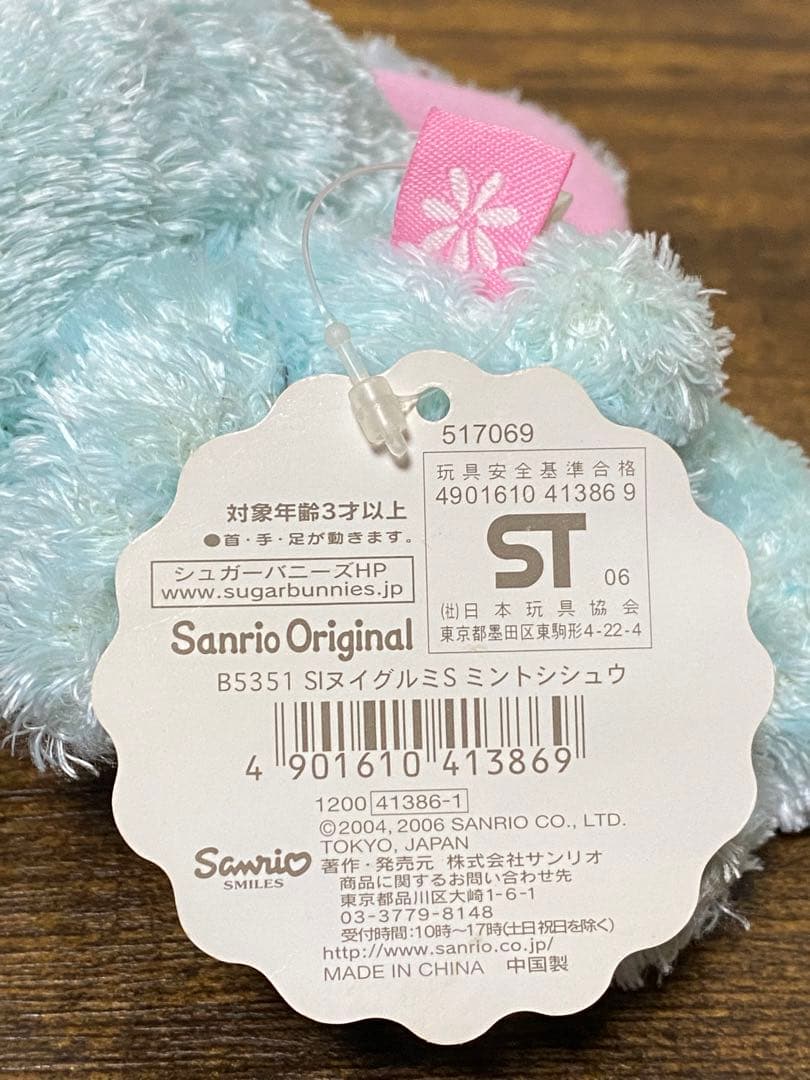 517069
玩具安全基準合格
4901610 41386 9
ST 06
(社)日本玩具協会
東京都墨田区東駒形4-22-4
対象年齢3才以上
●首・手・足が動きます。
シュガーバニーズHP
www.sugarbunnies.jp
Sanrio Original
B5351 SIヌイグルミS ミントシシュウ
4 901610 413869
1200 41386-1
©2004, 2006 SANRIO CO., LTD.
TOKYO, JAPAN
Sanrio
SMILES
著作・発売元 株式会社サンリオ
商品に関するお問い合わせ先
東京都品川区大崎1-6-1
03-3779-8148
受付時間:10時～17時(土日祝日を除く)
http://www.sanrio.co.jp/
MADE IN CHINA 中国製